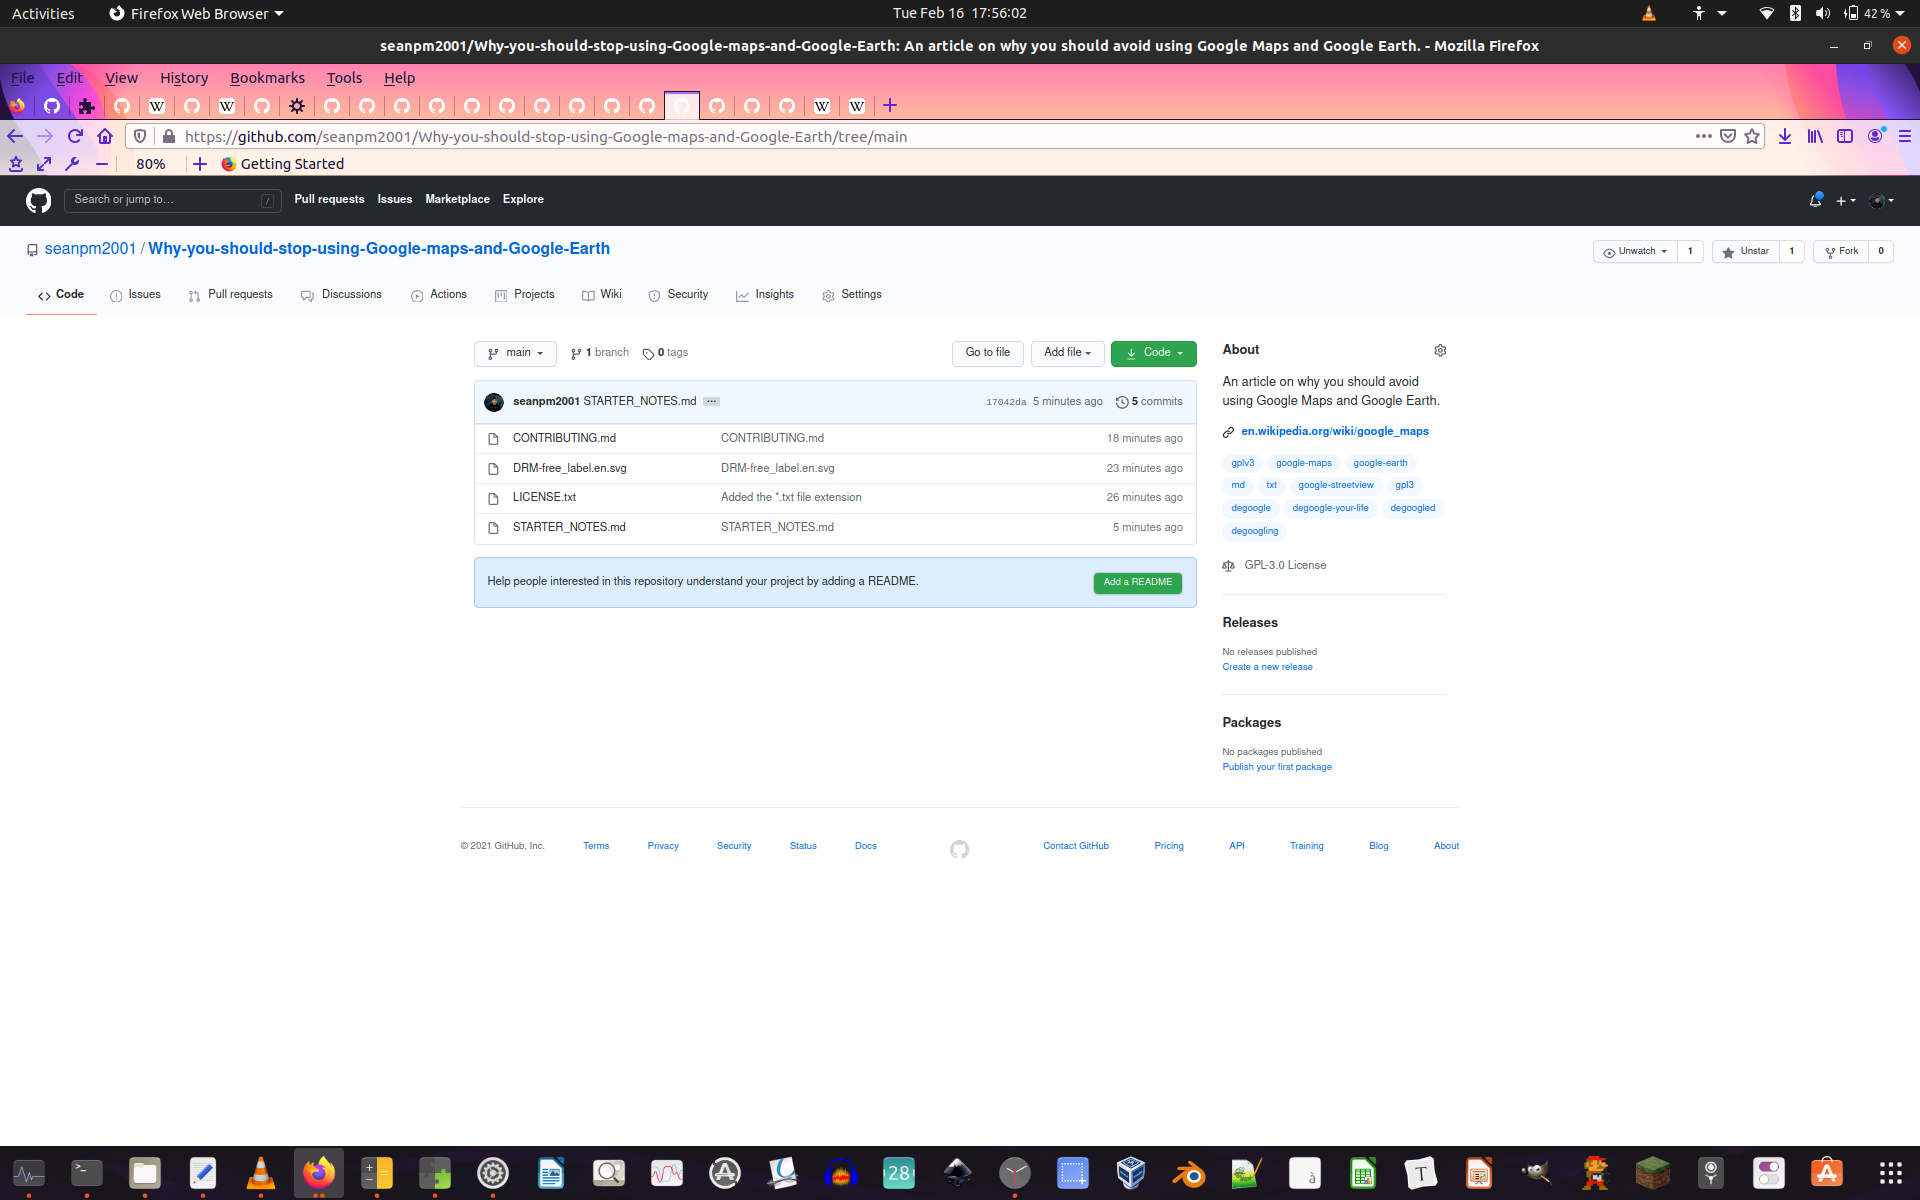 Activities Firefox Web Browser Tue Feb 16 17:56:02 42 %
seanpm2001/Why-you-should-stop-using-Google-maps-and-Google-Earth: An article on why you should avoid using Google Maps and Google Earth. - Mozilla Firefox
File Edit View History Bookmarks Tools Help
https://github.com/seanpm2001/Why-you-should-stop-using-Google-maps-and-Google-Earth/tree/main
80% Getting Started
Search or jump to… / Pull requests Issues Marketplace Explore
seanpm2001 / Why-you-should-stop-using-Google-maps-and-Google-Earth Unwatch 1 Unstar 1 Fork 0
Code Issues Pull requests Discussions Actions Projects Wiki Security Insights Settings
main 1 branch 0 tags Go to file Add file Code
seanpm2001 STARTER_NOTES.md ... 17042da 5 minutes ago 5 commits
CONTRIBUTING.md CONTRIBUTING.md 18 minutes ago
DRM-free_label.en.svg DRM-free_label.en.svg 23 minutes ago
LICENSE.txt Added the *.txt file extension 26 minutes ago
STARTER_NOTES.md STARTER_NOTES.md 5 minutes ago
Help people interested in this repository understand your project by adding a README. Add a README
About
An article on why you should avoid
using Google Maps and Google Earth.
en.wikipedia.org/wiki/google_maps
gplv3 google-maps google-earth
md txt google-streetview gpl3
degoogle degoogle-your-life degoogled
degoogling
GPL-3.0 License
Releases
No releases published
Create a new release
Packages
No packages published
Publish your first package
© 2021 GitHub, Inc. Terms Privacy Security Status Docs Contact GitHub Pricing API Training Blog About
28